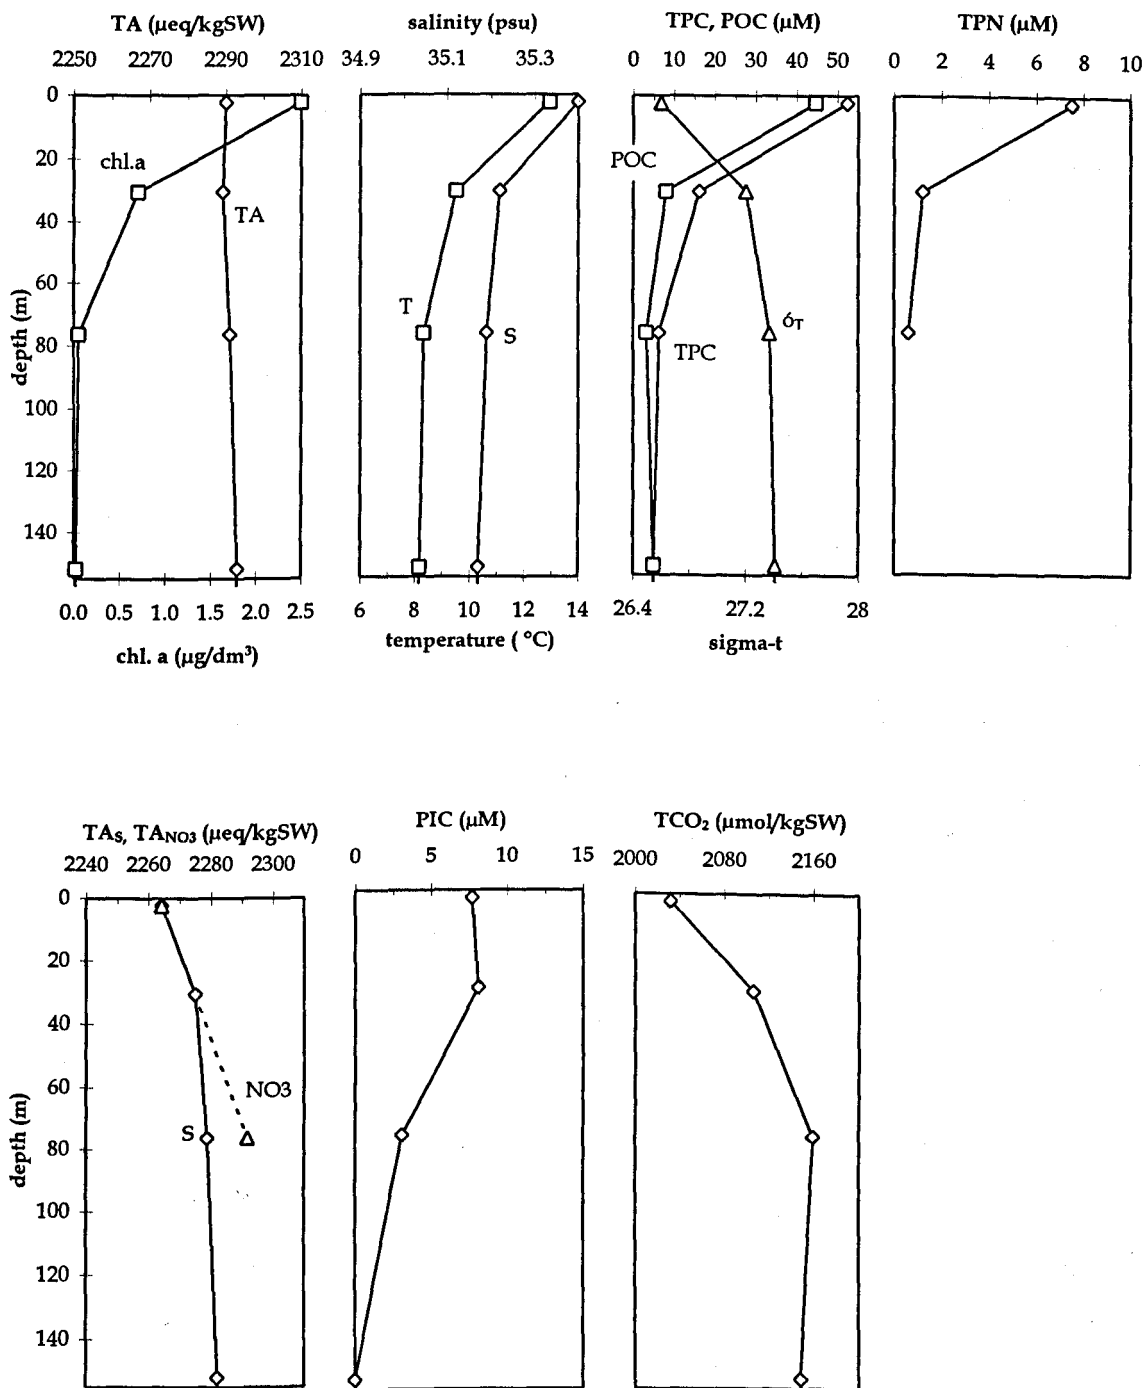 TA (µeq/kgSW)
2250 2270 2290 2310
salinity (psu)
34.9 35.1 35.3
TPC, POC (µM)
0 10 20 30 40 50
TPN (µM)
0 2 4 6 8 10
0
20
40
60
80
100
120
140
depth (m)
chl.a
TA
T
S
POC
TPC
σT
0.0 0.5 1.0 1.5 2.0 2.5
chl. a (µg/dm³)
6 8 10 12 14
temperature ( °C)
26.4 27.2 28
sigma-t
TAS, TANO3 (µeq/kgSW)
2240 2260 2280 2300
PIC (µM)
0 5 10 15
TCO₂ (µmol/kgSW)
2000 2080 2160
0
20
40
60
80
100
120
140
depth (m)
NO3
S